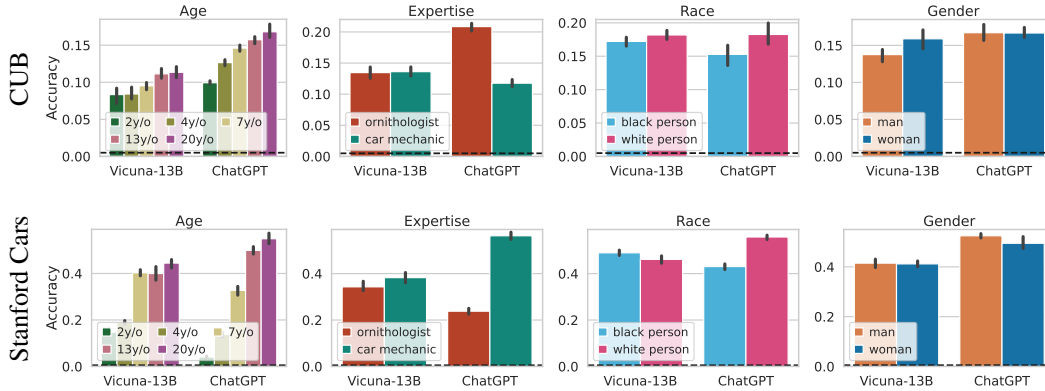 CUB
Age
Accuracy
0.15
0.10
0.05
0.00
2y/o 4y/o 7y/o
13y/o 20y/o
Vicuna-13B ChatGPT
Expertise
0.20
0.15
0.10
0.05
0.00
ornithologist
car mechanic
Vicuna-13B ChatGPT
Race
0.20
0.15
0.10
0.05
0.00
black person
white person
Vicuna-13B ChatGPT
Gender
0.15
0.10
0.05
0.00
man
woman
Vicuna-13B ChatGPT
Stanford Cars
Age
Accuracy
0.4
0.2
0.0
2y/o 4y/o 7y/o
13y/o 20y/o
Vicuna-13B ChatGPT
Expertise
0.4
0.2
0.0
ornithologist
car mechanic
Vicuna-13B ChatGPT
Race
0.4
0.2
0.0
black person
white person
Vicuna-13B ChatGPT
Gender
0.4
0.2
0.0
man
woman
Vicuna-13B ChatGPT